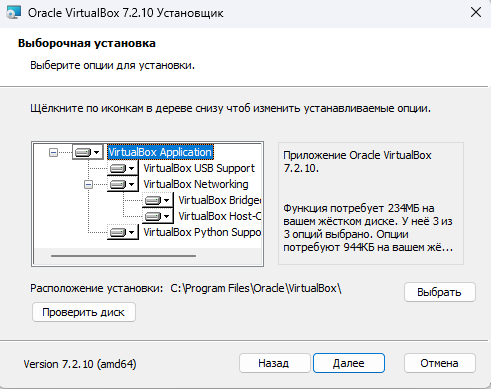 Oracle VirtualBox 7.2.10 Установщик
Выборочная установка
Выберите опции для установки.
Щёлкните по иконкам в дереве снизу чтоб изменить устанавливаемые опции.
VirtualBox Application
VirtualBox USB Support
VirtualBox Networking
VirtualBox Bridge
VirtualBox Host-O
VirtualBox Python Suppo
Приложение Oracle VirtualBox
7.2.10.
Функция потребует 234МБ на
вашем жёстком диске. У неё 3 из
3 опций выбрано. Опции
потребуют 944КБ на вашем жё...
Расположение установки: C:\Program Files\Oracle\VirtualBox\
Выбрать
Проверить диск
Version 7.2.10 (amd64)
Назад
Далее
Отмена